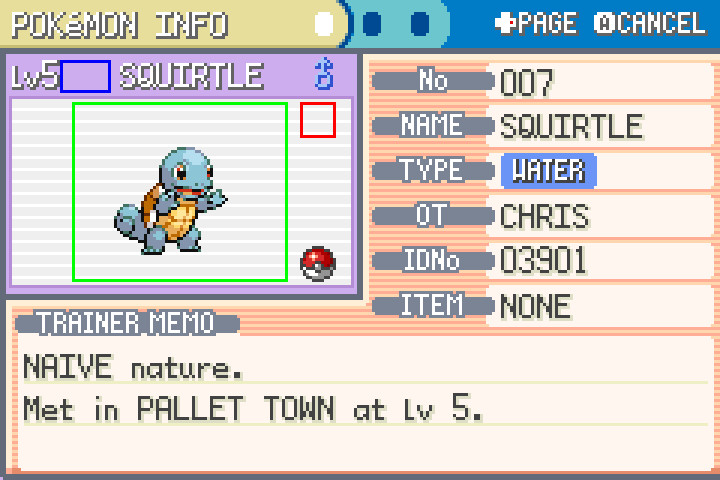 POKéMON INFO
PAGE CANCEL
Lv5 SQUIRTLE ♂
No 007
NAME SQUIRTLE
TYPE WATER
OT CHRIS
IDNo 03901
ITEM NONE
TRAINER MEMO
NAIVE nature.
Met in PALLET TOWN at Lv 5.